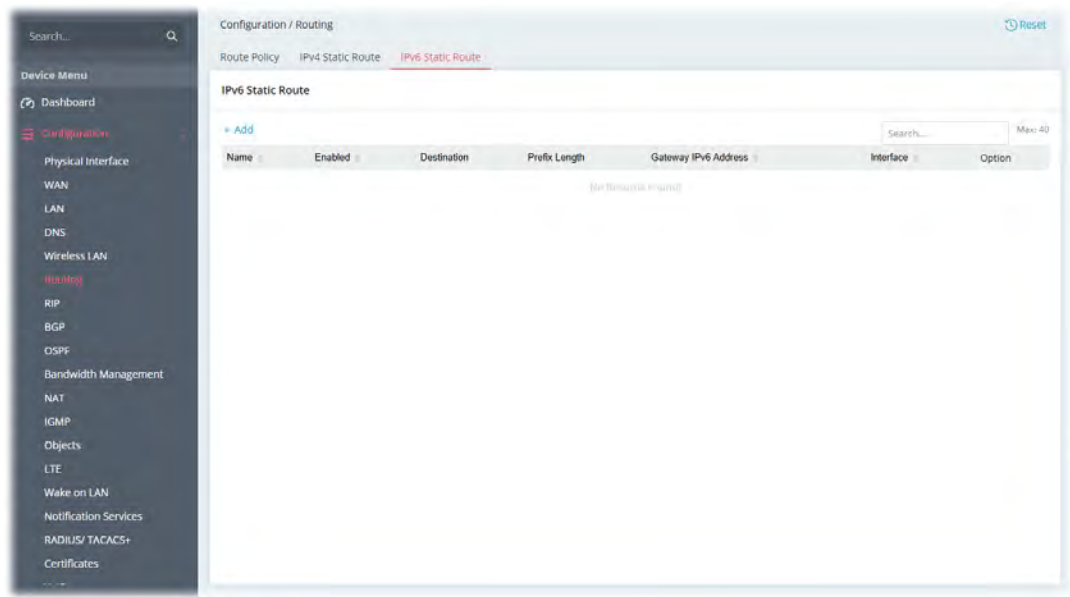 Search...
Device Menu
Dashboard
Configuration
Physical Interface
WAN
LAN
DNS
Wireless LAN
Routing
RIP
BGP
OSPF
Bandwidth Management
NAT
IGMP
Objects
LTE
Wake on LAN
Notification Services
RADIUS/ TACACS+
Certificates
Configuration / Routing
Reset
Route Policy IPv4 Static Route IPv6 Static Route
IPv6 Static Route
+ Add
Search... Max: 40
Name Enabled Destination Prefix Length Gateway IPv6 Address Interface Option
No Records Found!